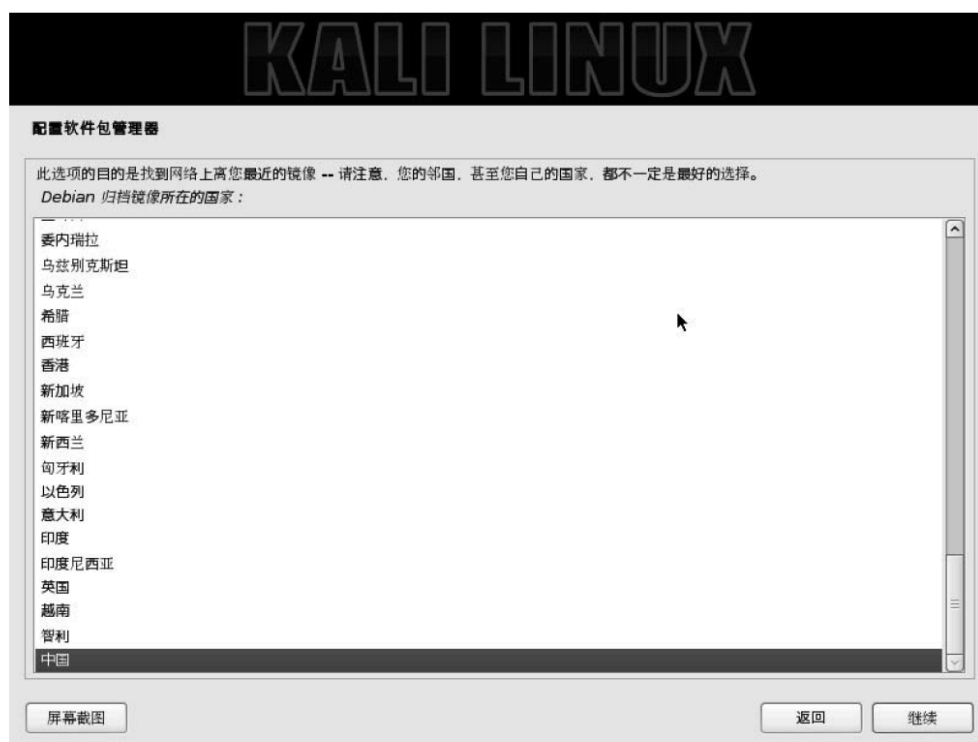 KALI LINUX
配置软件包管理器
此选项的目的是找到网络上离您最近的镜像 -- 请注意，您的邻国，甚至您自己的国家，都不一定是最好的选择。
Debian 归档镜像所在的国家：
委内瑞拉
乌兹别克斯坦
乌克兰
希腊
西班牙
香港
新加坡
新喀里多尼亚
新西兰
匈牙利
以色列
意大利
印度
印度尼西亚
英国
越南
智利
中国
屏幕截图
返回
继续